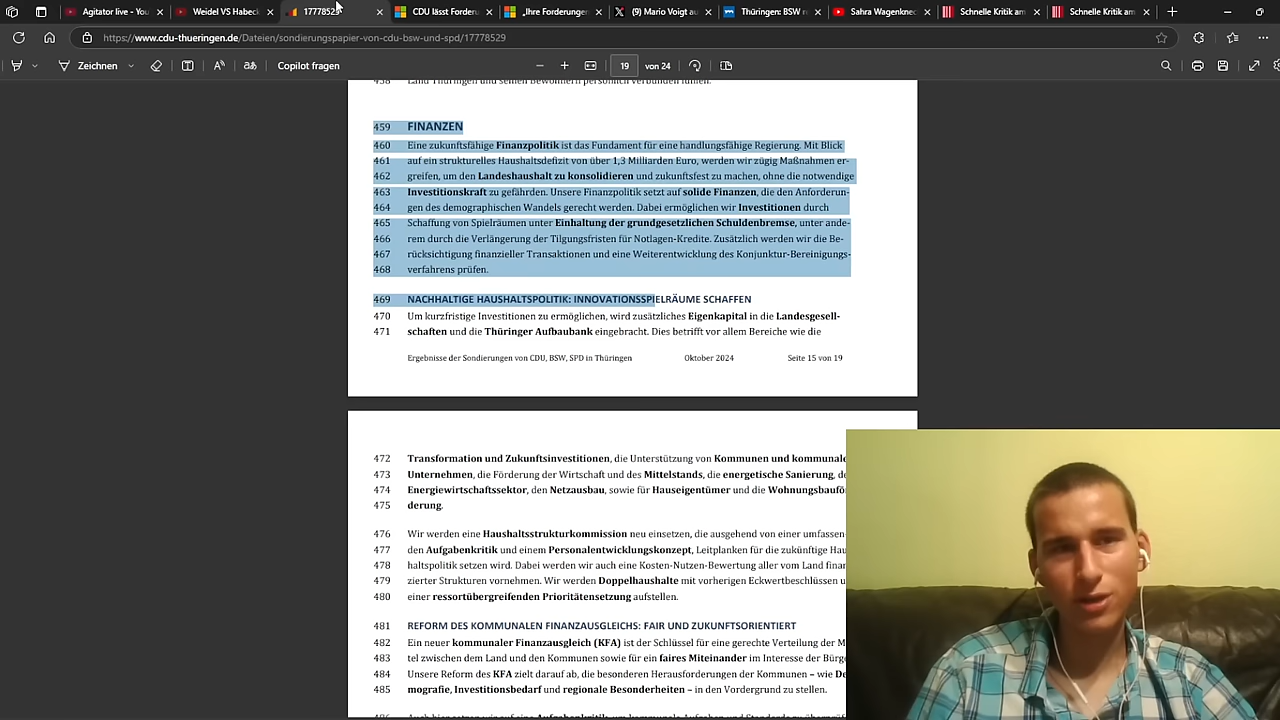 Agitator live - You
Weidel VS Habeck
17778529
CDU lässt Forderun
„Ihre Forderungen
(9) Mario Voigt au
Thüringen: BSW r
Sahra Wagenknec
Schnelle Kritik am
Schnelle Kritik am
https://www.cdu-thueringen.de/Dateien/sondierungspapier-von-cdu-bsw-und-spd/17778529
Zeichnen
Copilot fragen
19 von 24
459 FINANZEN
460 Eine zukunftsfähige Finanzpolitik ist das Fundament für eine handlungsfähige Regierung. Mit Blick
461 auf ein strukturelles Haushaltsdefizit von über 1,3 Milliarden Euro, werden wir zügig Maßnahmen er-
462 greifen, um den Landeshaushalt zu konsolidieren und zukunftsfest zu machen, ohne die notwendige
463 Investitionskraft zu gefährden. Unsere Finanzpolitik setzt auf solide Finanzen, die den Anforderun-
464 gen des demographischen Wandels gerecht werden. Dabei ermöglichen wir Investitionen durch
465 Schaffung von Spielräumen unter Einhaltung der grundgesetzlichen Schuldenbremse, unter ande-
466 rem durch die Verlängerung der Tilgungsfristen für Notlagen-Kredite. Zusätzlich werden wir die Be-
467 rücksichtigung finanzieller Transaktionen und eine Weiterentwicklung des Konjunktur-Bereinigungs-
468 verfahrens prüfen.
469 NACHHALTIGE HAUSHALTSPOLITIK: INNOVATIONSSPIELRÄUME SCHAFFEN
470 Um kurzfristige Investitionen zu ermöglichen, wird zusätzliches Eigenkapital in die Landesgesell-
471 schaften und die Thüringer Aufbaubank eingebracht. Dies betrifft vor allem Bereiche wie die
Ergebnisse der Sondierungen von CDU, BSW, SPD in Thüringen Oktober 2024 Seite 15 von 19
472 Transformation und Zukunftsinvestitionen, die Unterstützung von Kommunen und kommunale
473 Unternehmen, die Förderung der Wirtschaft und des Mittelstands, die energetische Sanierung, de
474 Energiewirtschaftssektor, den Netzausbau, sowie für Hauseigentümer und die Wohnungsbauför
475 derung.
476 Wir werden eine Haushaltsstrukturkommission neu einsetzen, die ausgehend von einer umfassen-
477 den Aufgabenkritik und einem Personalentwicklungskonzept, Leitplanken für die zukünftige Hau
478 haltspolitik setzen wird. Dabei werden wir auch eine Kosten-Nutzen-Bewertung aller vom Land finan
479 zierter Strukturen vornehmen. Wir werden Doppelhaushalte mit vorherigen Eckwertbeschlüssen u
480 einer ressortübergreifenden Prioritätensetzung aufstellen.
481 REFORM DES KOMMUNALEN FINANZAUSGLEICHS: FAIR UND ZUKUNFTSORIENTIERT
482 Ein neuer kommunaler Finanzausgleich (KFA) ist der Schlüssel für eine gerechte Verteilung der M
483 tel zwischen dem Land und den Kommunen sowie für ein faires Miteinander im Interesse der Bürge
484 Unsere Reform des KFA zielt darauf ab, die besonderen Herausforderungen der Kommunen – wie De
485 mografie, Investitionsbedarf und regionale Besonderheiten – in den Vordergrund zu stellen.